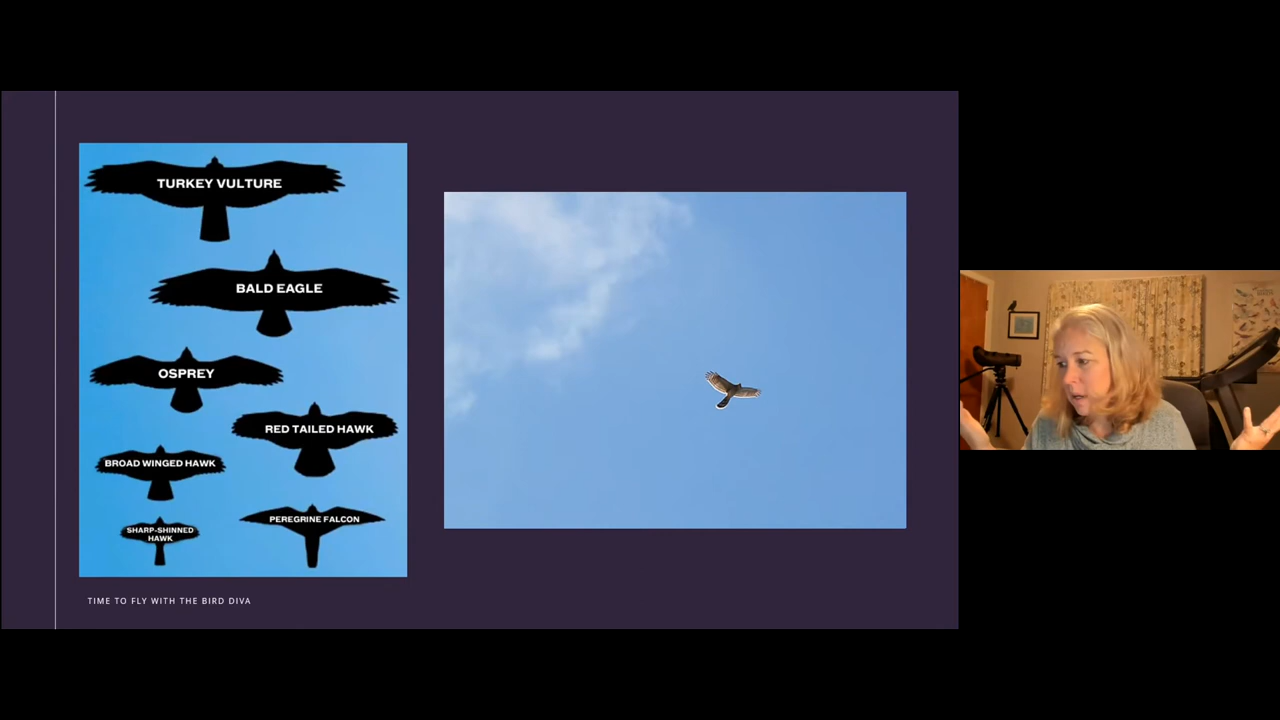 TURKEY VULTURE
BALD EAGLE
OSPREY
RED TAILED HAWK
BROAD WINGED HAWK
PEREGRINE FALCON
SHARP-SHINNED
HAWK
TIME TO FLY WITH THE BIRD DIVA